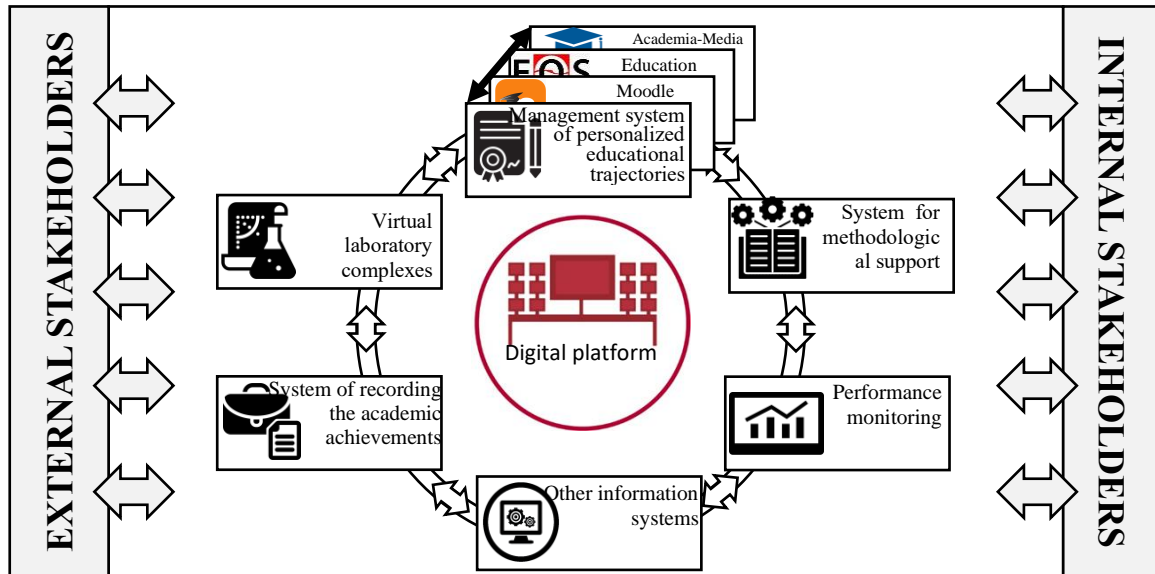 EXTERNAL STAKEHOLDERS
Academia-Media
Education
Moodle
Management system
of personalized
educational
trajectories
Virtual
laboratory
complexes
System for
methodologic
al support
Digital platform
System of recording
the academic
achievements
Performance
monitoring
Other information
systems
INTERNAL STAKEHOLDERS